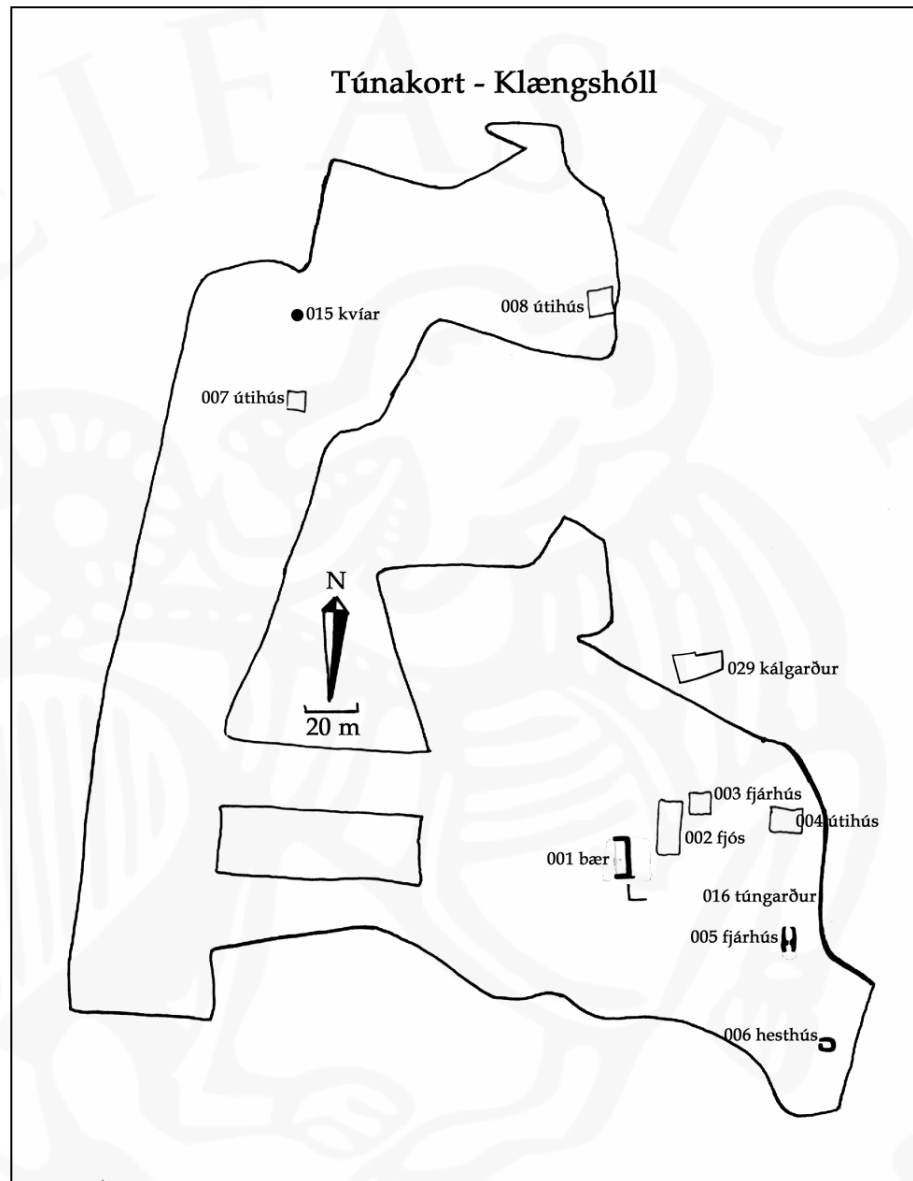 Túnakort - Klængshóll
008 útihús
015 kvíar
007 útihús
N
20 m
029 kálgarður
003 fjárhús
004 útihús
002 fjós
001 bær
016 túngarður
005 fjárhús
006 hesthús